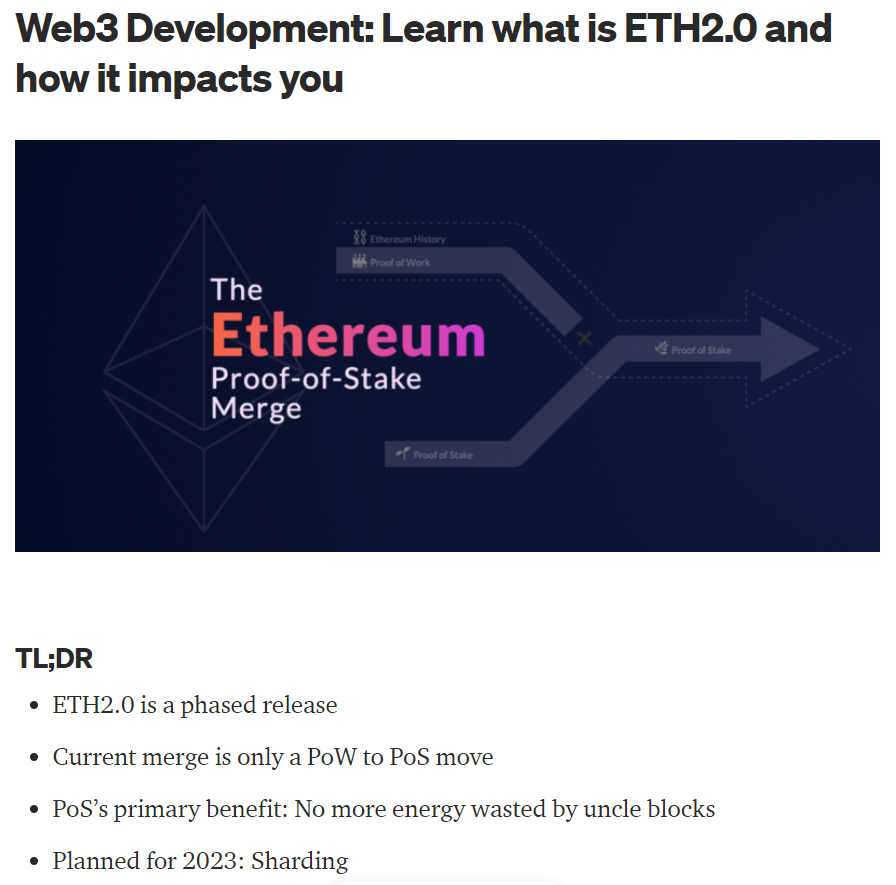 Web3 Development: Learn what is ETH2.0 and
how it impacts you
Ethereum History
Proof of Work
The
Ethereum
Proof-of-Stake
Merge
Proof of Stake
Proof of Stake
TL;DR
• ETH2.0 is a phased release
• Current merge is only a PoW to PoS move
• PoS’s primary benefit: No more energy wasted by uncle blocks
• Planned for 2023: Sharding